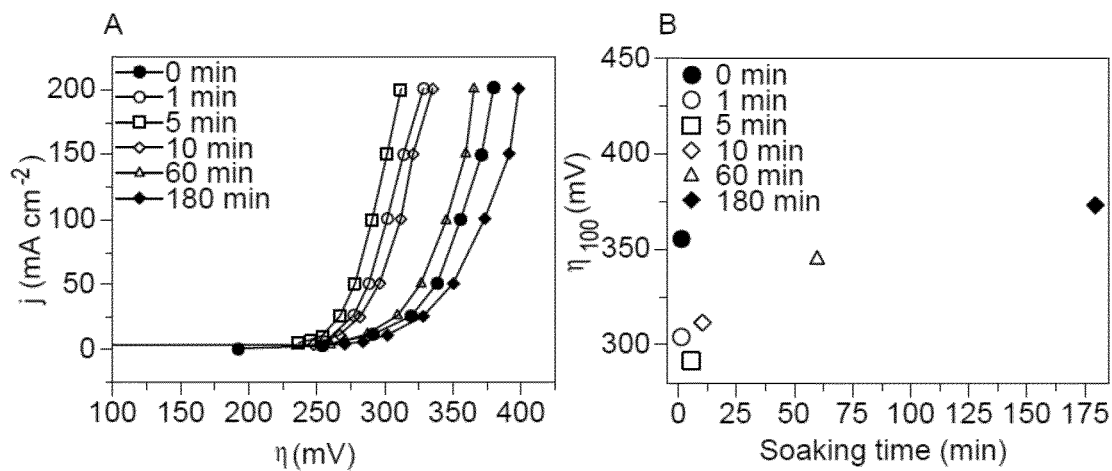 A
j (mA cm-2)
200
150
100
50
0
0 min
1 min
5 min
10 min
60 min
180 min
100 150 200 250 300 350 400
η (mV)
B
η100 (mV)
450
400
350
300
0 min
1 min
5 min
10 min
60 min
180 min
0 25 50 75 100 125 150 175
Soaking time (min)